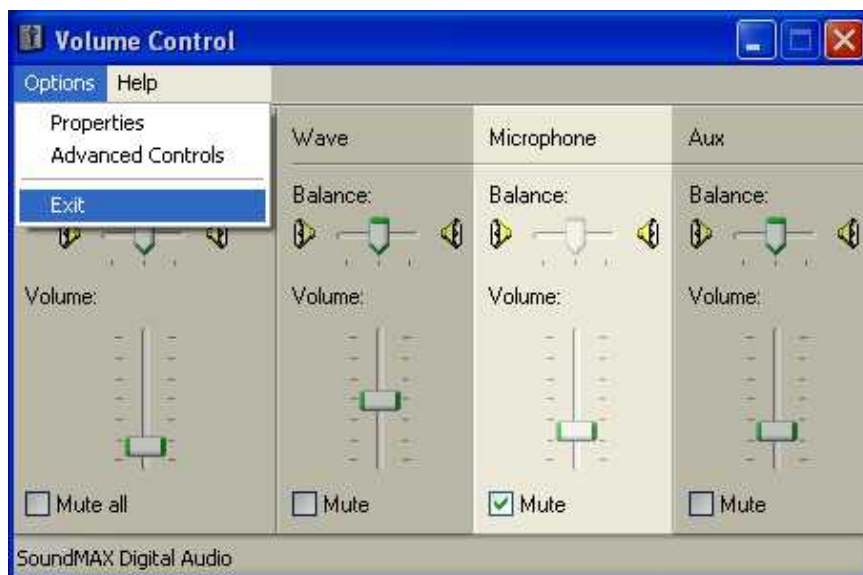 Volume Control
Options Help
Properties
Advanced Controls
Exit
Wave Microphone Aux
Balance: Balance: Balance:
Volume: Volume: Volume: Volume:
Mute all Mute Mute Mute
SoundMAX Digital Audio